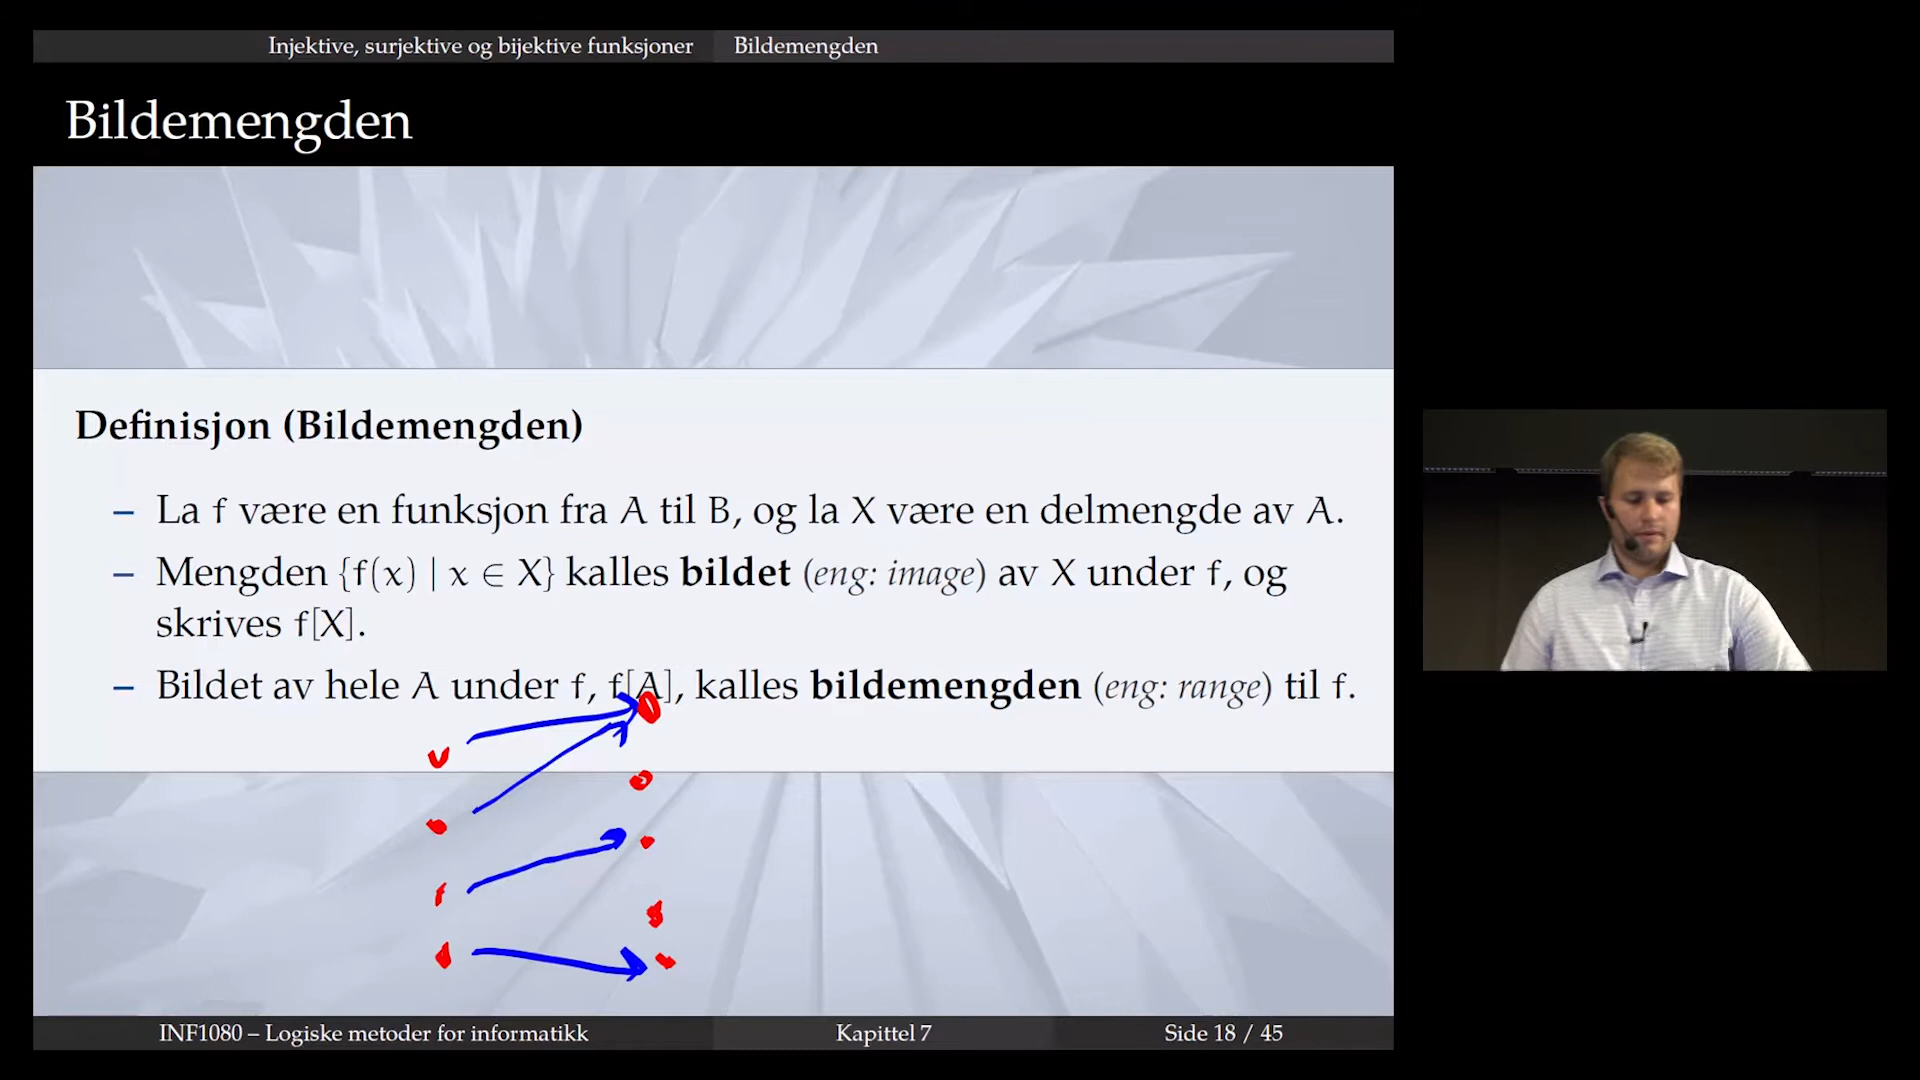 Injektive, surjektive og bijektive funksjoner Bildemengden
Bildemengden
Definisjon (Bildemengden)
– La f være en funksjon fra A til B, og la X være en delmengde av A.
– Mengden {f(x) | x ∈ X} kalles bildet (eng: image) av X under f, og
skrives f[X].
– Bildet av hele A under f, f[A], kalles bildemengden (eng: range) til f.
INF1080 – Logiske metoder for informatikk Kapittel 7 Side 18 / 45